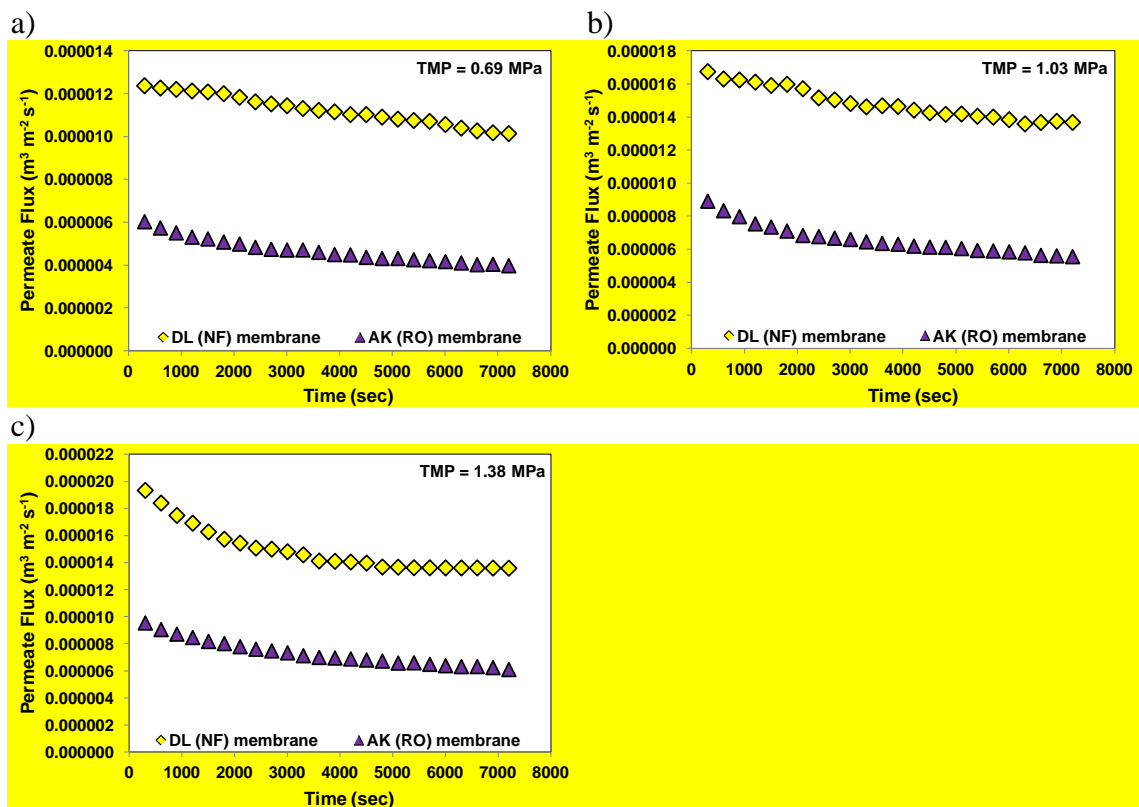 a)
TMP = 0.69 MPa
Permeate Flux (m³ m⁻² s⁻¹)
0.000014
0.000012
0.000010
0.000008
0.000006
0.000004
0.000002
0.000000
DL (NF) membrane AK (RO) membrane
0 1000 2000 3000 4000 5000 6000 7000 8000
Time (sec)
b)
TMP = 1.03 MPa
Permeate Flux (m³ m⁻² s⁻¹)
0.000018
0.000016
0.000014
0.000012
0.000010
0.000008
0.000006
0.000004
0.000002
0.000000
DL (NF) membrane AK (RO) membrane
0 1000 2000 3000 4000 5000 6000 7000 8000
Time (sec)
c)
TMP = 1.38 MPa
Permeate Flux (m³ m⁻² s⁻¹)
0.000022
0.000020
0.000018
0.000016
0.000014
0.000012
0.000010
0.000008
0.000006
0.000004
0.000002
0.000000
DL (NF) membrane AK (RO) membrane
0 1000 2000 3000 4000 5000 6000 7000 8000
Time (sec)